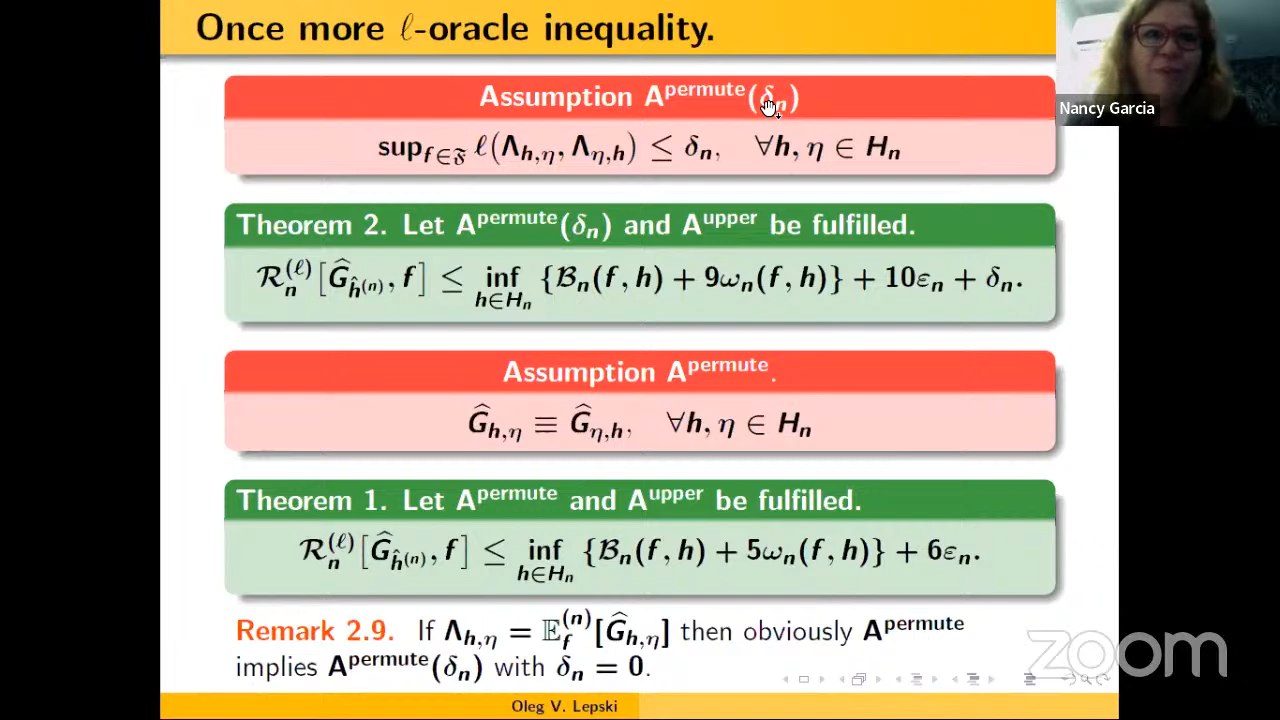 Once more ℓ-oracle inequality.
Nancy Garcia
Assumption A^permute(δ_n)
sup_{f∈𝔉} ℓ(Λ_{h,η}, Λ_{η,h}) ≤ δ_n, ∀h, η ∈ H_n
Theorem 2. Let A^permute(δ_n) and A^upper be fulfilled.
R_n^{(ℓ)}[Ĝ_{ĥ^{(n)}}, f] ≤ inf_{h∈H_n} {B_n(f, h) + 9ω_n(f, h)} + 10ε_n + δ_n.
Assumption A^permute.
Ĝ_{h,η} ≡ Ĝ_{η,h}, ∀h, η ∈ H_n
Theorem 1. Let A^permute and A^upper be fulfilled.
R_n^{(ℓ)}[Ĝ_{ĥ^{(n)}}, f] ≤ inf_{h∈H_n} {B_n(f, h) + 5ω_n(f, h)} + 6ε_n.
Remark 2.9. If Λ_{h,η} = 𝔼_f^{(n)}[Ĝ_{h,η}] then obviously A^permute
implies A^permute(δ_n) with δ_n = 0.
zoom
Oleg V. Lepski